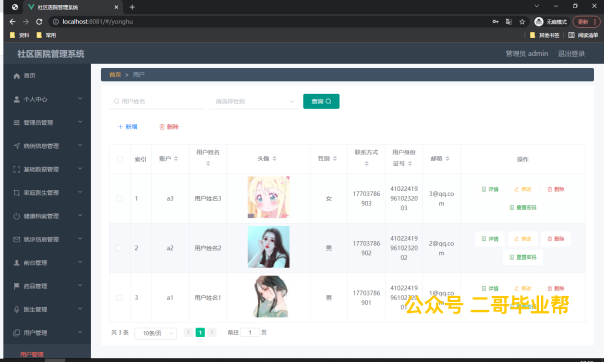 社区医院管理系统
localhost:8081/#/yonghu
无痕模式
更新
资料
常用
其他书签
阅读清单
社区医院管理系统
管理员 admin
退出登录
首页
个人中心
管理员管理
病例信息管理
基础数据管理
家庭医生管理
健康档案管理
就诊信息管理
前台管理
药品管理
医生管理
用户管理
用户管理
首页 > 用户
用户姓名
请选择性别
查询
新增
删除
索引 账户 用户姓名 头像 性别 联系方式 用户身份证号 邮箱 操作
3 a3 用户姓名3 女 17703786903 410224199610232003 3@qq.com 详情 修改 删除 重置密码
2 a2 用户姓名2 男 17703786902 410224199610232002 2@qq.com 详情 修改 删除 重置密码
3 a1 用户姓名1 男 17703786901 1@qq.com 详情 修改 删除
公众号 二哥毕业帮
共 3 条 10条/页 1 前往 1 页